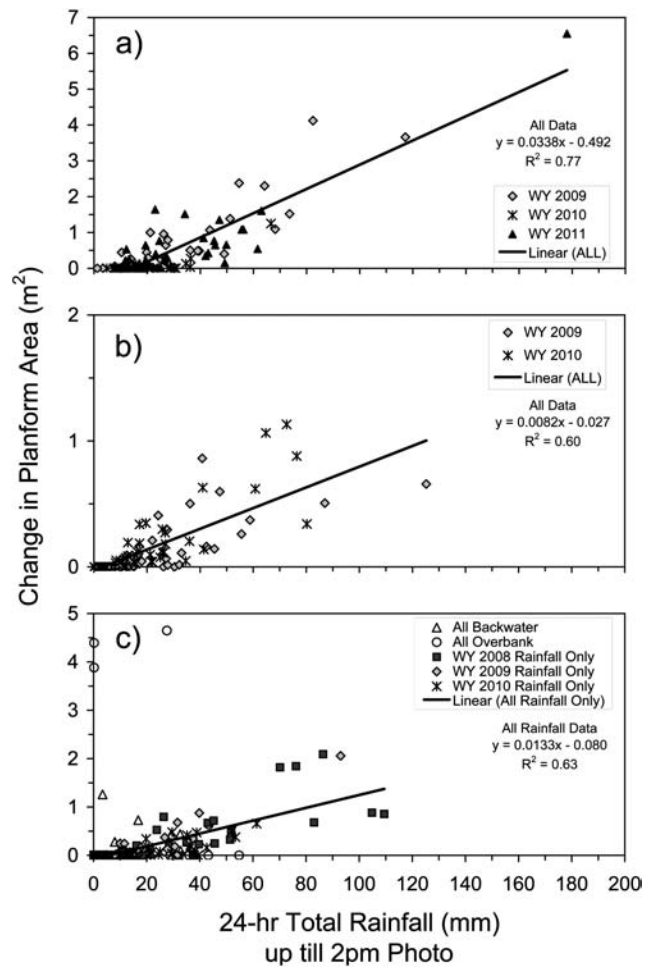 a)
7
6
5
4
3
2
1
0
All Data
y = 0.0338x - 0.492
R² = 0.77
WY 2009
WY 2010
WY 2011
Linear (ALL)
Change in Planform Area (m²)
b)
2
1
0
WY 2009
WY 2010
Linear (ALL)
All Data
y = 0.0082x - 0.027
R² = 0.60
c)
5
4
3
2
1
0
All Backwater
All Overbank
WY 2008 Rainfall Only
WY 2009 Rainfall Only
WY 2010 Rainfall Only
Linear (All Rainfall Only)
All Rainfall Data
y = 0.0133x - 0.080
R² = 0.63
0 20 40 60 80 100 120 140 160 180 200
24-hr Total Rainfall (mm)
up till 2pm Photo